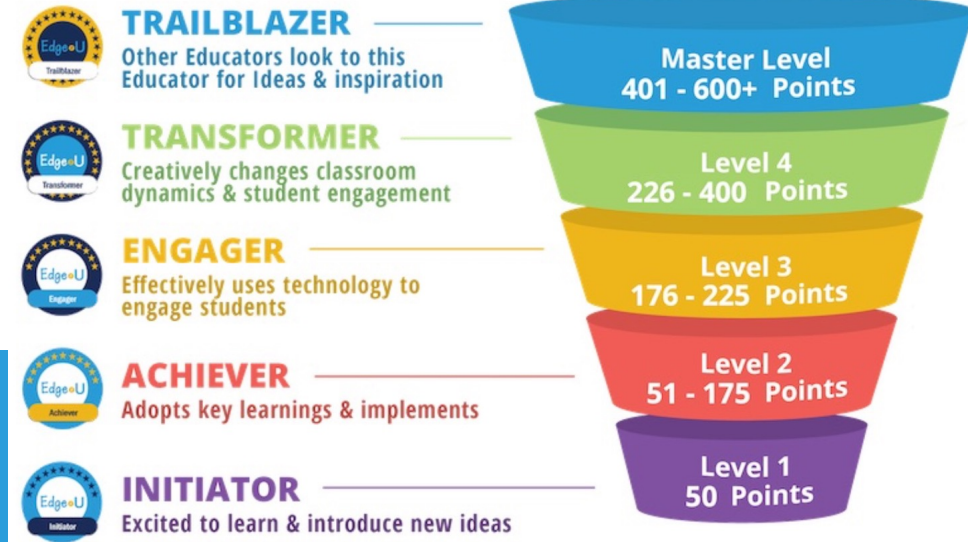 Edge•U
Trailblazer
TRAILBLAZER
Other Educators look to this
Educator for Ideas & inspiration
Master Level
401 - 600+ Points
Edge•U
Transformer
TRANSFORMER
Creatively changes classroom
dynamics & student engagement
Level 4
226 - 400 Points
Edge•U
Engager
ENGAGER
Effectively uses technology to
engage students
Level 3
176 - 225 Points
Edge•U
Achiever
ACHIEVER
Adopts key learnings & implements
Level 2
51 - 175 Points
Edge•U
Initiator
INITIATOR
Excited to learn & introduce new ideas
Level 1
50 Points